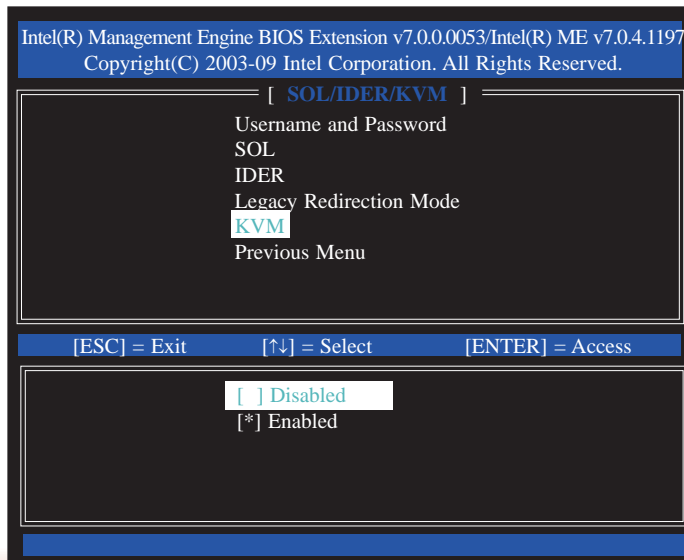 Intel(R) Management Engine BIOS Extension v7.0.0.0053/Intel(R) ME v7.0.4.1197
Copyright(C) 2003-09 Intel Corporation. All Rights Reserved.
[ SOL/IDER/KVM ]
Username and Password
SOL
IDER
Legacy Redirection Mode
KVM
Previous Menu
[ESC] = Exit [↑↓] = Select [ENTER] = Access
[ ] Disabled
[*] Enabled